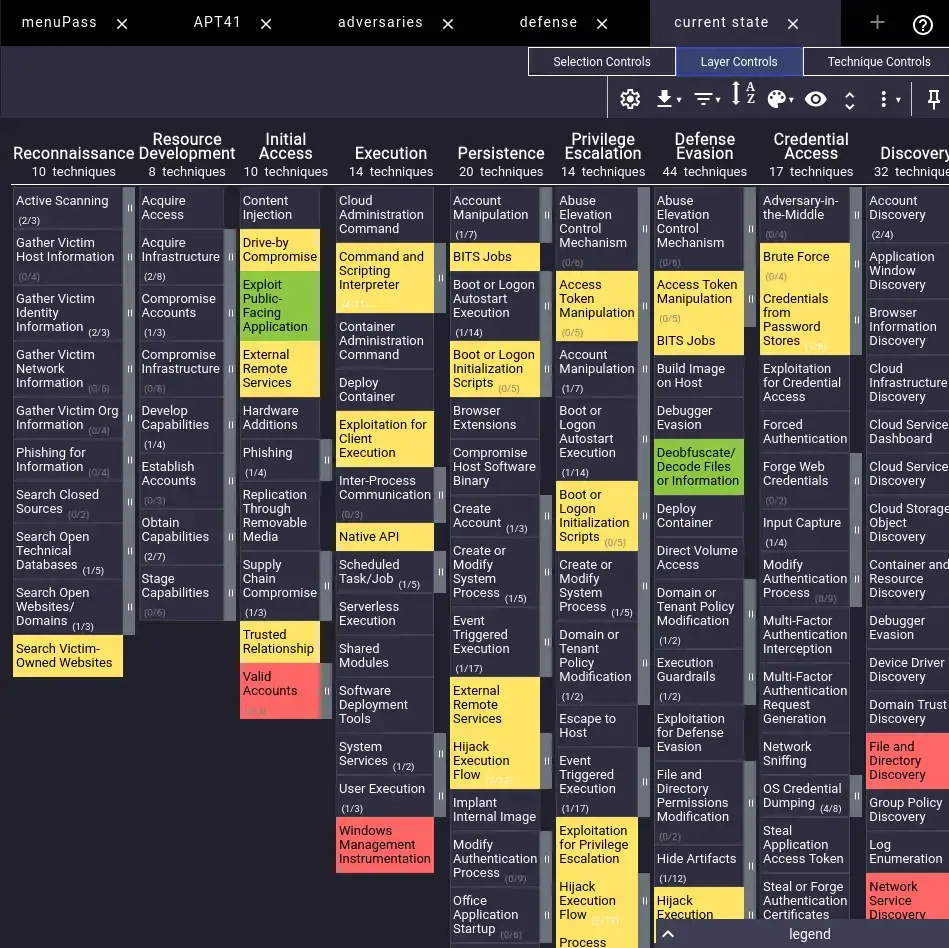 menuPass
APT41
adversaries
defense
current state
Selection Controls
Layer Controls
Technique Controls
A
Z
Reconnaissance
10 techniques
Active Scanning
(2/3)
Gather Victim
Host Information
(0/4)
Gather Victim
Identity
Information (2/3)
Gather Victim
Network
Information (0/6)
Gather Victim Org
Information (0/4)
Phishing for
Information (0/4)
Search Closed
Sources (0/2)
Search Open
Technical
Databases (1/5)
Search Open
Websites/
Domains (1/3)
Search Victim-
Owned Websites
Resource
Development
8 techniques
Acquire
Access
Acquire
Infrastructure
(2/8)
Compromise
Accounts
(1/3)
Compromise
Infrastructure
(0/8)
Develop
Capabilities
(1/4)
Establish
Accounts
(0/3)
Obtain
Capabilities
(2/7)
Stage
Capabilities
(0/6)
Initial
Access
10 techniques
Content
Injection
Drive-by
Compromise
Exploit
Public-
Facing
Application
External
Remote
Services
Hardware
Additions
Phishing
(1/4)
Replication
Through
Removable
Media
Supply
Chain
Compromise
(1/3)
Trusted
Relationship
Valid
Accounts
Execution
14 techniques
Cloud
Administration
Command
Command and
Scripting
Interpreter
Container
Administration
Command
Deploy
Container
Exploitation for
Client
Execution
Inter-Process
Communication
(0/3)
Native API
Scheduled
Task/Job (1/5)
Serverless
Execution
Shared
Modules
Software
Deployment
Tools
System
Services (1/2)
User Execution
(1/3)
Windows
Management
Instrumentation
Persistence
20 techniques
Account
Manipulation
(1/7)
BITS Jobs
Boot or Logon
Autostart
Execution
(1/14)
Boot or Logon
Initialization
Scripts (0/5)
Browser
Extensions
Compromise
Host Software
Binary
Create
Account (1/3)
Create or
Modify
System
Process (1/5)
Event
Triggered
Execution
(1/17)
External
Remote
Services
Hijack
Execution
Flow
Implant
Internal Image
Modify
Authentication
Process (0/9)
Office
Application
Startup (0/6)
Privilege
Escalation
14 techniques
Abuse
Elevation
Control
Mechanism
(0/6)
Access
Token
Manipulation
(0/5)
Account
Manipulation
(1/7)
Boot or
Logon
Autostart
Execution
(1/14)
Boot or
Logon
Initialization
Scripts (0/5)
Create or
Modify
System
Process (1/5)
Domain or
Tenant
Policy
Modification
(1/2)
Escape to
Host
Event
Triggered
Execution
(1/17)
Exploitation
for Privilege
Escalation
Hijack
Execution
Flow
Process
Defense
Evasion
44 techniques
Abuse
Elevation
Control
Mechanism
(0/6)
Access Token
Manipulation
(0/5)
BITS Jobs
Build Image
on Host
Debugger
Evasion
Deobfuscate/
Decode Files
or Information
Deploy
Container
Direct Volume
Access
Domain or
Tenant Policy
Modification
(1/2)
Execution
Guardrails
(1/2)
Exploitation
for Defense
Evasion
File and
Directory
Permissions
Modification
(0/2)
Hide Artifacts
(1/12)
Hijack
Execution
Credential
Access
17 techniques
Adversary-in-
the-Middle
(0/4)
Brute Force
(0/4)
Credentials
from
Password
Stores
Exploitation
for Credential
Access
Forced
Authentication
Forge Web
Credentials
(0/2)
Input Capture
(1/4)
Modify
Authentication
Process (0/9)
Multi-Factor
Authentication
Interception
Multi-Factor
Authentication
Request
Generation
Network
Sniffing
OS Credential
Dumping (4/8)
Steal
Application
Access Token
Steal or Forge
Authentication
Certificates
Discovery
32 technique
Account
Discovery
(2/4)
Application
Window
Discovery
Browser
Information
Discovery
Cloud
Infrastructure
Discovery
Cloud Service
Dashboard
Cloud Service
Discovery
Cloud Storage
Object
Discovery
Container and
Resource
Discovery
Debugger
Evasion
Device Driver
Discovery
Domain Trust
Discovery
File and
Directory
Discovery
Group Policy
Discovery
Log
Enumeration
Network
Service
Discovery
legend